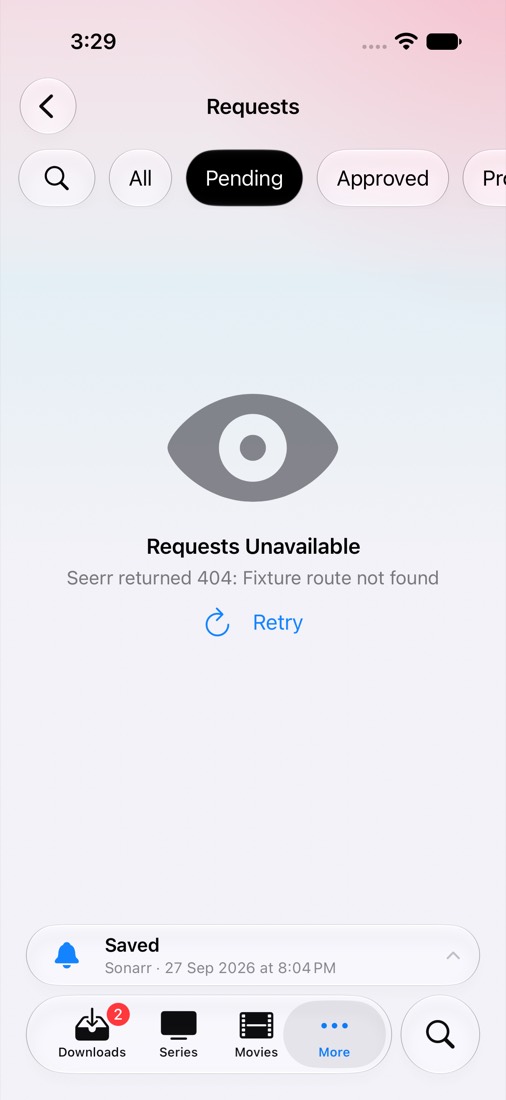 3:29
Requests
All
Pending
Approved
Pro
Requests Unavailable
Seerr returned 404: Fixture route not found
Retry
Saved
Sonarr · 27 Sep 2026 at 8:04 PM
2
Downloads
Series
Movies
More